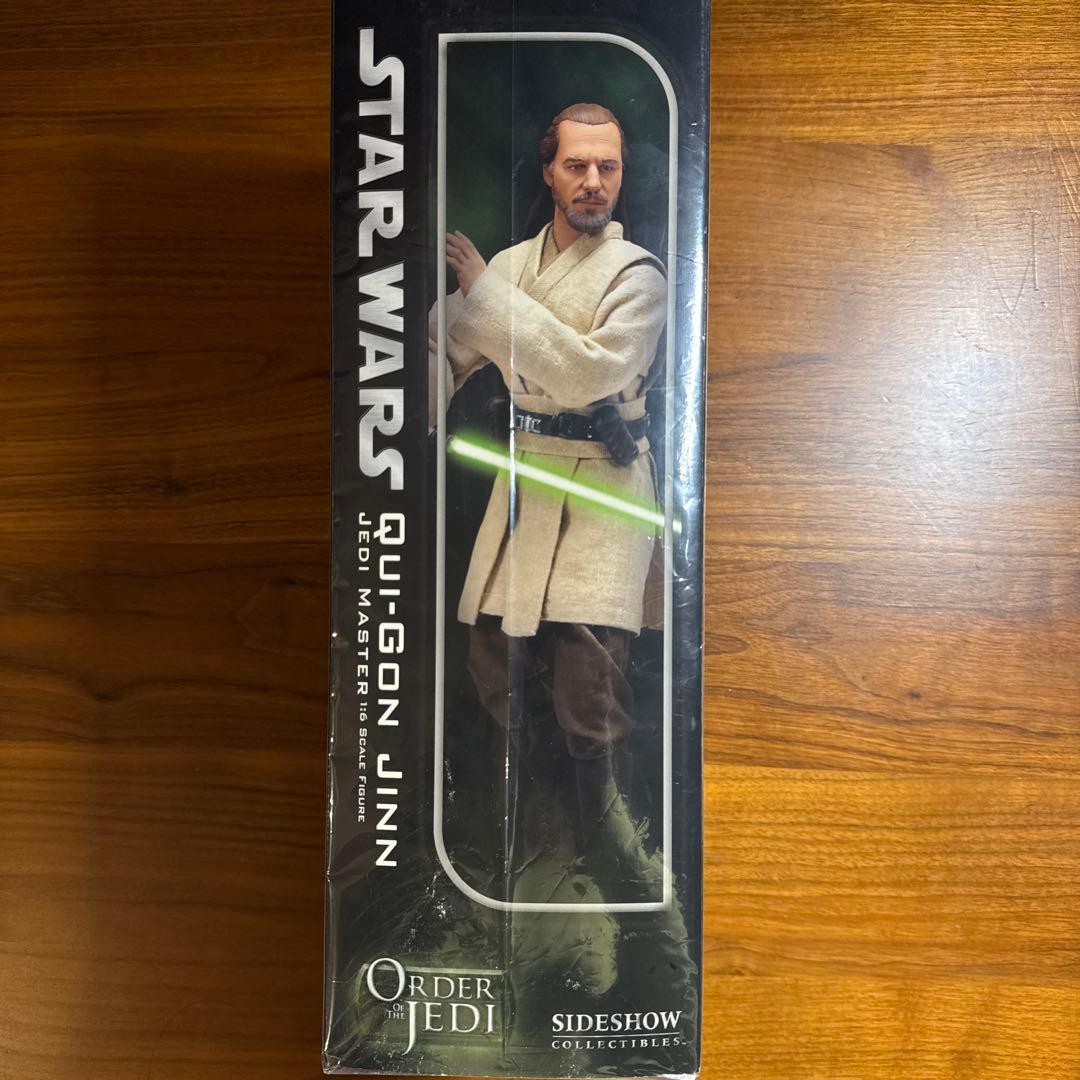 STAR WARS
QUI-GON JINN
JEDI MASTER 1:6 SCALE FIGURE
ORDER
OF THE
JEDI
SIDESHOW
COLLECTIBLES